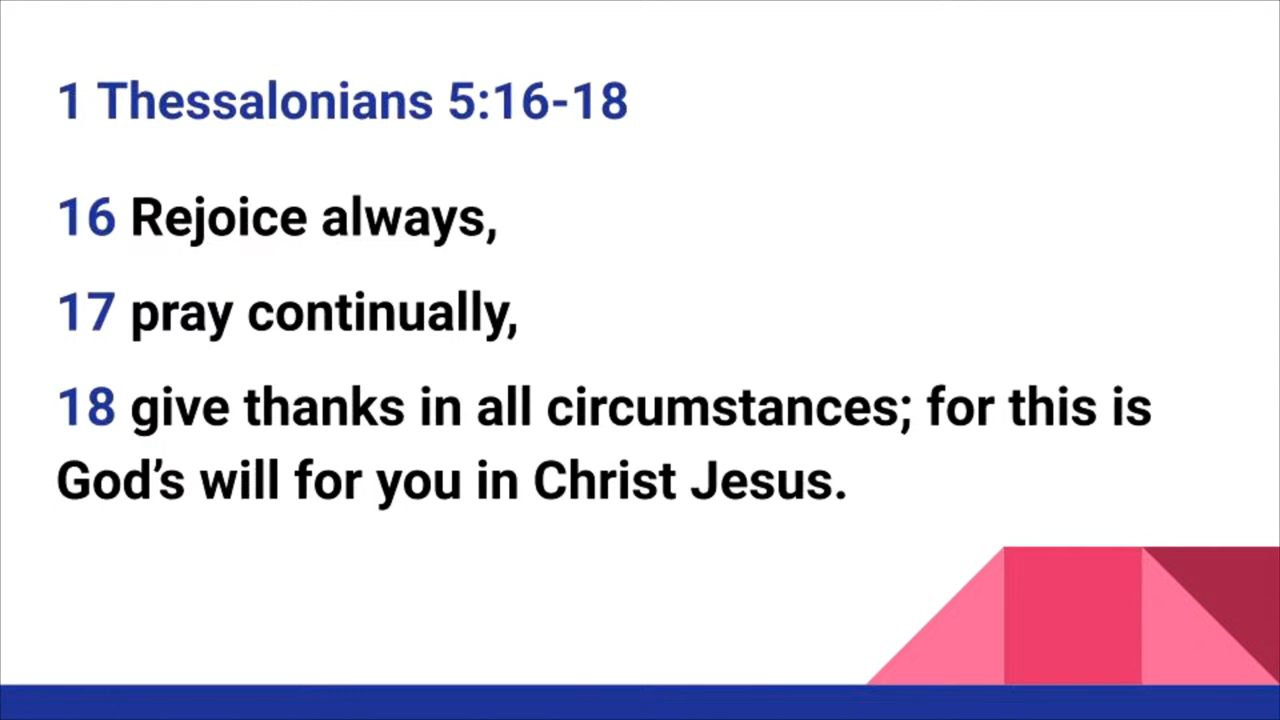 1 Thessalonians 5:16-18
16 Rejoice always,
17 pray continually,
18 give thanks in all circumstances; for this is
God’s will for you in Christ Jesus.